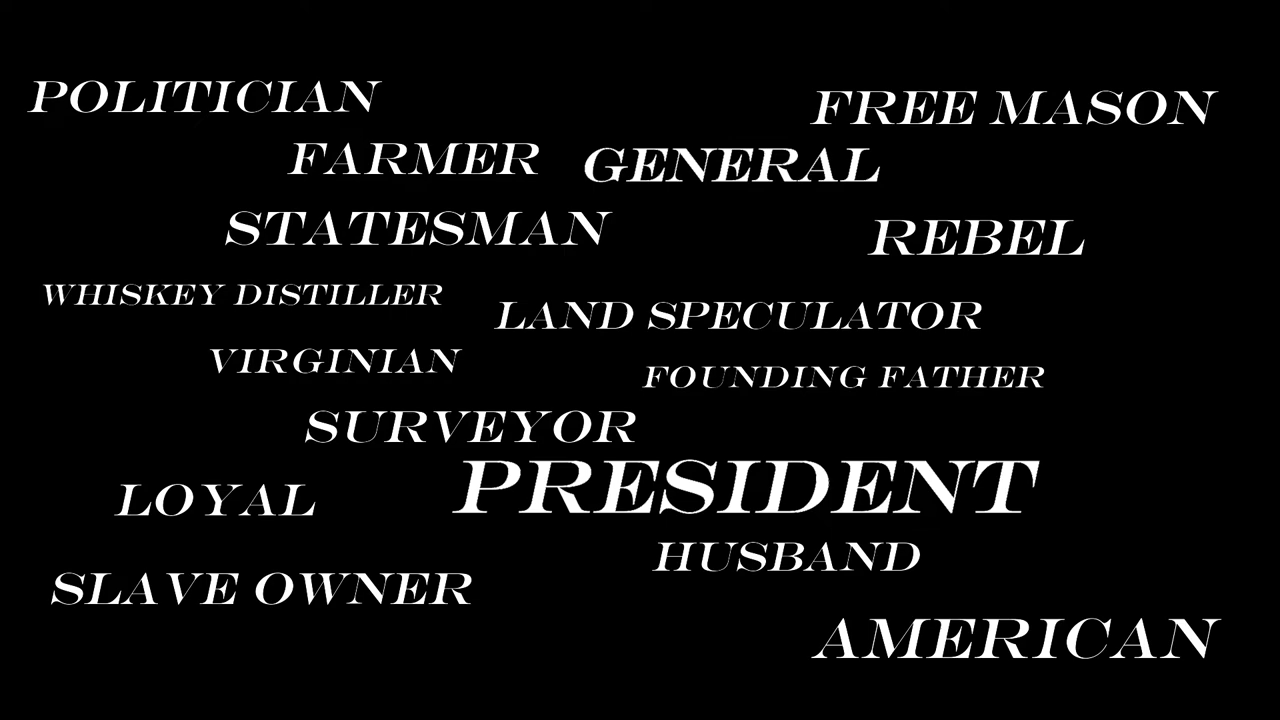 POLITICIAN
FREE MASON
FARMER
GENERAL
STATESMAN
REBEL
WHISKEY DISTILLER
LAND SPECULATOR
VIRGINIAN
FOUNDING FATHER
SURVEYOR
PRESIDENT
LOYAL
HUSBAND
SLAVE OWNER
AMERICAN